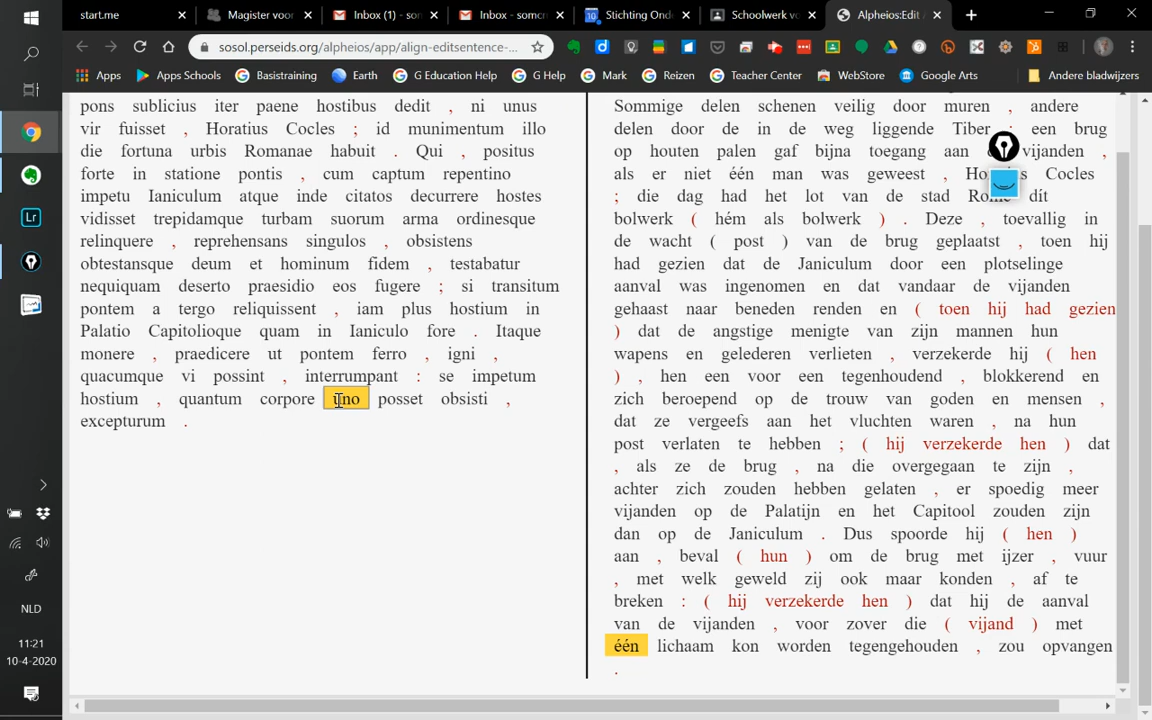 start.me
Magister voo
Inbox (1) - so
Inbox - somcr
Stichting Ond
Schoolwerk v
Alpheios:Edit
sosol.perseids.org/alpheios/app/align-editsentence-...
Apps
Apps Schools
Basistraining
Earth
G Education Help
G Help
Mark
Reizen
Teacher Center
WebStore
Google Arts
Andere bladwijzers
pons sublicius iter paene hostibus dedit , ni unus
vir fuisset , Horatius Cocles ; id munimentum illo
die fortuna urbis Romanae habuit . Qui , positus
forte in statione pontis , cum captum repentino
impetu Ianiculum atque inde citatos decurrere hostes
vidisset trepidamque turbam suorum arma ordinesque
relinquere , reprehensans singulos , obsistens
obtestansque deum et hominum fidem , testabatur
nequiquam deserto praesidio eos fugere ; si transitum
pontem a tergo reliquissent , iam plus hostium in
Palatio Capitolioque quam in Ianiculo fore . Itaque
monere , praedicere ut pontem ferro , igni ,
quacumque vi possint , interrumpant : se impetum
hostium , quantum corpore uno posset obsisti ,
excepturum .
Sommige delen schenen veilig door muren , andere
delen door de in de weg liggende Tiber ; een brug
op houten palen gaf bijna toegang aan vijanden ,
als er niet één man was geweest , Cocles
; die dag had het lot van de stad dit
bolwerk ( hém als bolwerk ) . Deze , toevallig in
de wacht ( post ) van de brug geplaatst , toen hij
had gezien dat de Janiculum door een plotselinge
aanval was ingenomen en dat vandaar de vijanden
gehaast naar beneden renden en ( toen hij had gezien
) dat de angstige menigte van zijn mannen hun
wapens en gelederen verlieten , verzekerde hij ( hen
) , hen een voor een tegenhoudend , blokkerend en
zich beroepend op de trouw van goden en mensen ,
dat ze vergeefs aan het vluchten waren , na hun
post verlaten te hebben ; ( hij verzekerde hen ) dat
, als ze de brug , na die overgegaan te zijn ,
achter zich zouden hebben gelaten , er spoedig meer
vijanden op de Palatijn en het Capitool zouden zijn
dan op de Janiculum . Dus spoorde hij ( hen )
aan , beval ( hun ) om de brug met ijzer , vuur
, met welk geweld zij ook maar konden , af te
breken : ( hij verzekerde hen ) dat hij de aanval
van de vijanden , voor zover die ( vijand ) met
één lichaam kon worden tegengehouden , zou opvangen
.
Lr
NLD
11:21
10-4-2020